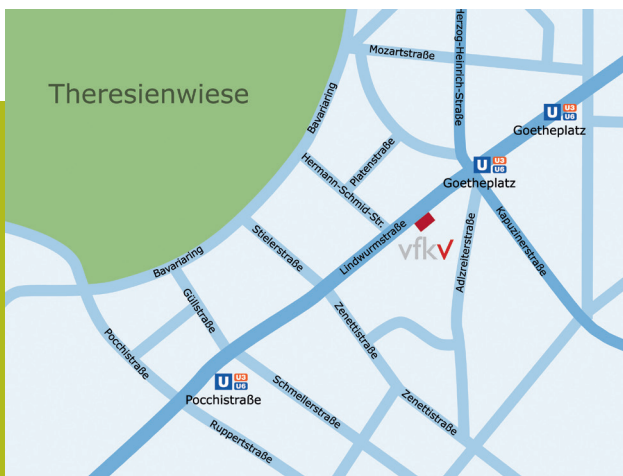 Mozartstraße
Herzog-Heinrich-Straße
Theresienwiese
Bavariaring
U U3
U6
Goetheplatz
U U3
U6
Goetheplatz
Platenstraße
Hermann-Schmid-Str.
Kapuzinerstraße
Adlzreiterstraße
Lindwurmstraße
vfkv
Stielerstraße
Bavariaring
Güllstraße
Zenettistraße
Pocchistraße
U U3
U6
Pocchistraße
Schmellerstraße
Zenettistraße
Ruppertstraße